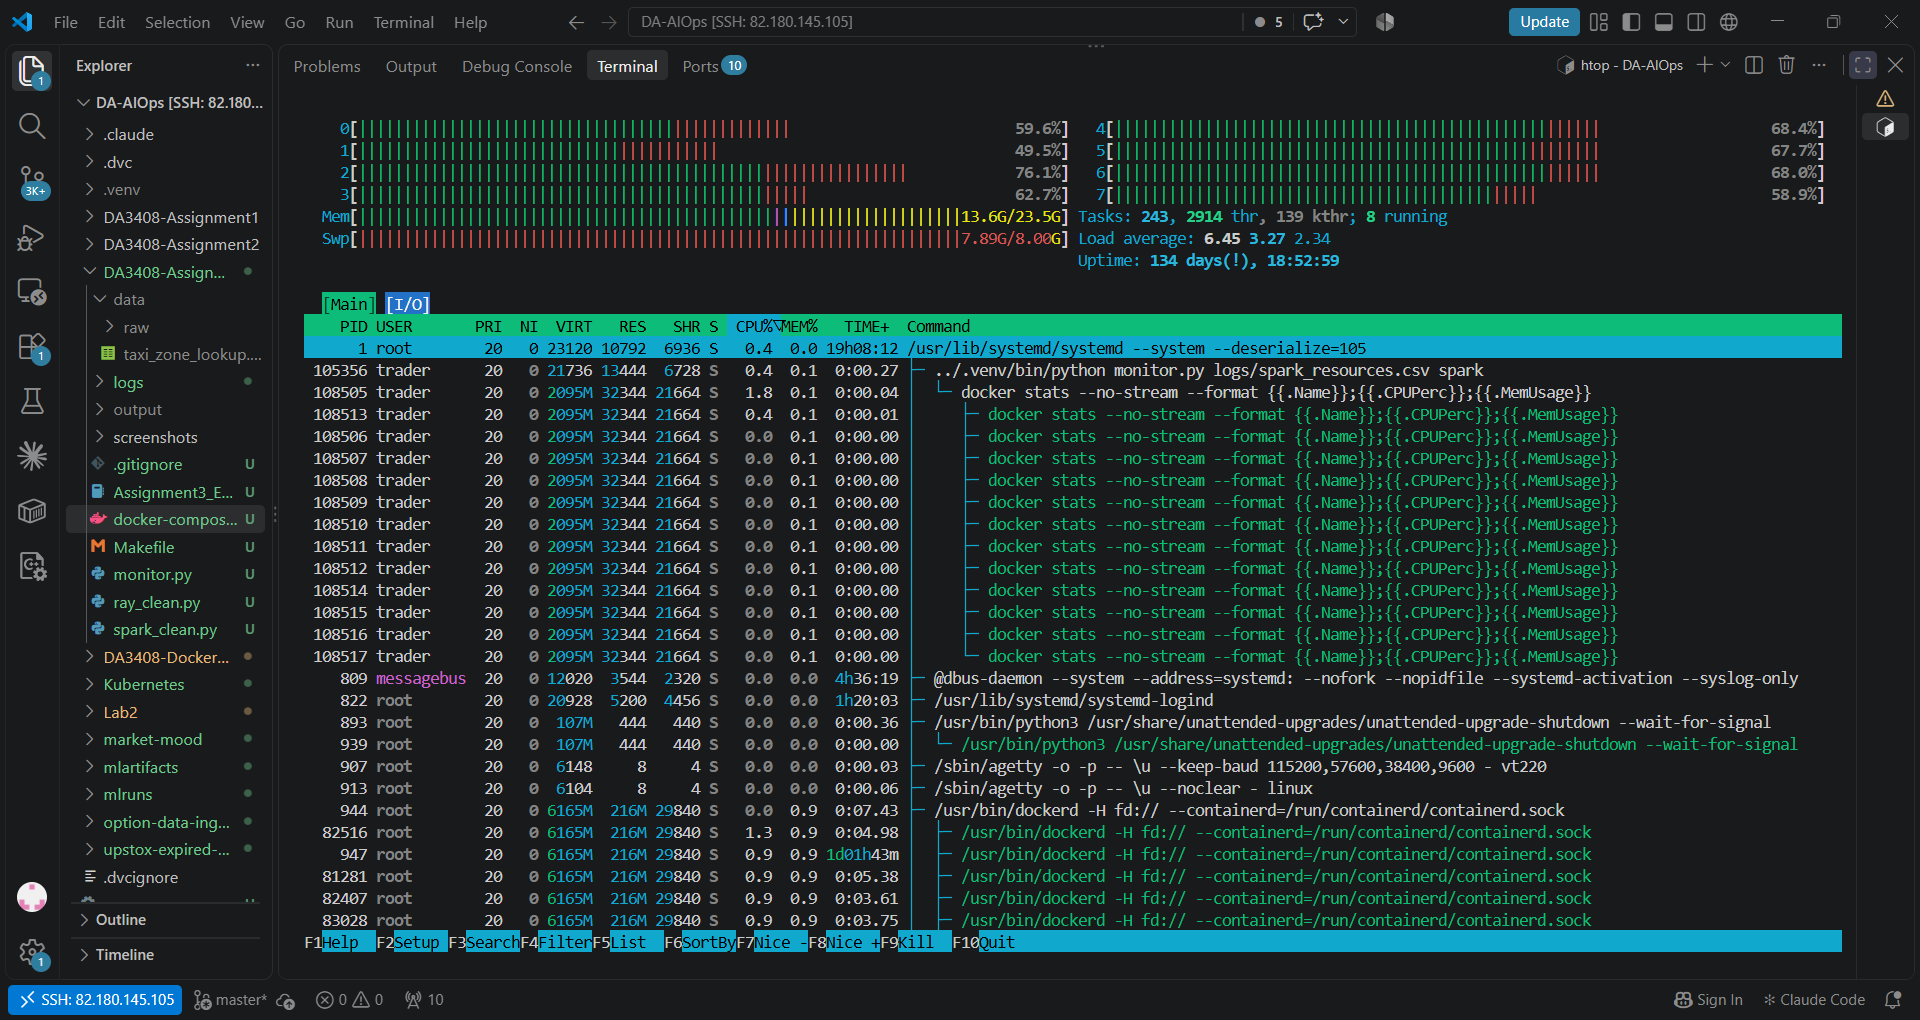 File Edit Selection View Go Run Terminal Help
DA-AIOps [SSH: 82.180.145.105]
5
Update
Explorer
DA-AIOps [SSH: 82.180...
.claude
.dvc
.venv
DA3408-Assignment1
DA3408-Assignment2
DA3408-Assign...
data
raw
taxi_zone_lookup....
logs
output
screenshots
.gitignore U
Assignment3_E... U
docker-compos... U
Makefile U
monitor.py U
ray_clean.py U
spark_clean.py U
DA3408-Docker...
Kubernetes
Lab2
market-mood
mlartifacts
mlruns
option-data-ing...
upstox-expired-...
.dvcignore
Outline
Timeline
1
3K+
1
1
Problems Output Debug Console Terminal Ports 10
htop - DA-AIOps
0[ 59.6%] 4[ 68.4%]
1[ 49.5%] 5[ 67.7%]
2[ 76.1%] 6[ 68.0%]
3[ 62.7%] 7[ 58.9%]
Mem[ 13.6G/23.5G] Tasks: 243, 2914 thr, 139 kthr; 8 running
Swp[ 7.89G/8.00G] Load average: 6.45 3.27 2.34
Uptime: 134 days(!), 18:52:59
[Main] [I/O]
PID USER PRI NI VIRT RES SHR S CPU%▽MEM% TIME+ Command
1 root 20 0 23120 10792 6936 S 0.4 0.0 19h08:12 /usr/lib/systemd/systemd --system --deserialize=105
105356 trader 20 0 21736 13444 6728 S 0.4 0.1 0:00.27 ../.venv/bin/python monitor.py logs/spark_resources.csv spark
108505 trader 20 0 2095M 32344 21664 S 1.8 0.1 0:00.04 docker stats --no-stream --format {{.Name}};{{.CPUPerc}};{{.MemUsage}}
108513 trader 20 0 2095M 32344 21664 S 0.4 0.1 0:00.01 docker stats --no-stream --format {{.Name}};{{.CPUPerc}};{{.MemUsage}}
108506 trader 20 0 2095M 32344 21664 S 0.0 0.1 0:00.00 docker stats --no-stream --format {{.Name}};{{.CPUPerc}};{{.MemUsage}}
108507 trader 20 0 2095M 32344 21664 S 0.0 0.1 0:00.00 docker stats --no-stream --format {{.Name}};{{.CPUPerc}};{{.MemUsage}}
108508 trader 20 0 2095M 32344 21664 S 0.0 0.1 0:00.00 docker stats --no-stream --format {{.Name}};{{.CPUPerc}};{{.MemUsage}}
108509 trader 20 0 2095M 32344 21664 S 0.0 0.1 0:00.00 docker stats --no-stream --format {{.Name}};{{.CPUPerc}};{{.MemUsage}}
108510 trader 20 0 2095M 32344 21664 S 0.0 0.1 0:00.00 docker stats --no-stream --format {{.Name}};{{.CPUPerc}};{{.MemUsage}}
108511 trader 20 0 2095M 32344 21664 S 0.0 0.1 0:00.00 docker stats --no-stream --format {{.Name}};{{.CPUPerc}};{{.MemUsage}}
108512 trader 20 0 2095M 32344 21664 S 0.0 0.1 0:00.00 docker stats --no-stream --format {{.Name}};{{.CPUPerc}};{{.MemUsage}}
108514 trader 20 0 2095M 32344 21664 S 0.0 0.1 0:00.00 docker stats --no-stream --format {{.Name}};{{.CPUPerc}};{{.MemUsage}}
108515 trader 20 0 2095M 32344 21664 S 0.0 0.1 0:00.00 docker stats --no-stream --format {{.Name}};{{.CPUPerc}};{{.MemUsage}}
108516 trader 20 0 2095M 32344 21664 S 0.0 0.1 0:00.00 docker stats --no-stream --format {{.Name}};{{.CPUPerc}};{{.MemUsage}}
108517 trader 20 0 2095M 32344 21664 S 0.0 0.1 0:00.00 docker stats --no-stream --format {{.Name}};{{.CPUPerc}};{{.MemUsage}}
809 messagebus 20 0 12020 3544 2320 S 0.0 0.0 4h36:19 @dbus-daemon --system --address=systemd: --nofork --nopidfile --systemd-activation --syslog-only
822 root 20 0 20928 5200 4456 S 0.0 0.0 1h20:03 /usr/lib/systemd/systemd-logind
893 root 20 0 107M 444 440 S 0.0 0.0 0:00.36 /usr/bin/python3 /usr/share/unattended-upgrades/unattended-upgrade-shutdown --wait-for-signal
939 root 20 0 107M 444 440 S 0.0 0.0 0:00.00 /usr/bin/python3 /usr/share/unattended-upgrades/unattended-upgrade-shutdown --wait-for-signal
907 root 20 0 6148 8 4 S 0.0 0.0 0:00.03 /sbin/agetty -o -p -- \u --keep-baud 115200,57600,38400,9600 - vt220
913 root 20 0 6104 8 4 S 0.0 0.0 0:00.06 /sbin/agetty -o -p -- \u --noclear - linux
944 root 20 0 6165M 216M 29840 S 0.0 0.9 0:07.43 /usr/bin/dockerd -H fd:// --containerd=/run/containerd/containerd.sock
82516 root 20 0 6165M 216M 29840 S 1.3 0.9 0:04.98 /usr/bin/dockerd -H fd:// --containerd=/run/containerd/containerd.sock
947 root 20 0 6165M 216M 29840 S 0.9 0.9 1d01h43m /usr/bin/dockerd -H fd:// --containerd=/run/containerd/containerd.sock
81281 root 20 0 6165M 216M 29840 S 0.9 0.9 0:05.38 /usr/bin/dockerd -H fd:// --containerd=/run/containerd/containerd.sock
82407 root 20 0 6165M 216M 29840 S 0.9 0.9 0:03.61 /usr/bin/dockerd -H fd:// --containerd=/run/containerd/containerd.sock
83028 root 20 0 6165M 216M 29840 S 0.9 0.9 0:03.75 /usr/bin/dockerd -H fd:// --containerd=/run/containerd/containerd.sock
F1Help F2Setup F3SearchF4FilterF5List F6SortByF7Nice -F8Nice +F9Kill F10Quit
SSH: 82.180.145.105 master* 0 0 10 Sign In Claude Code